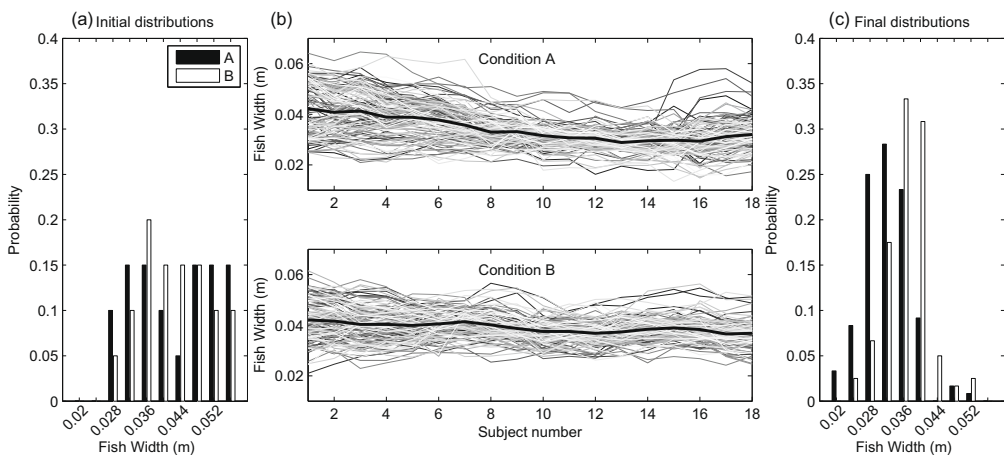 (a) Initial distributions
0.4
0.35
0.3
0.25
0.2
0.15
0.1
0.05
0
Probability
A
B
0.02
0.028
0.036
0.044
0.052
Fish Width (m)
(b)
Condition A
0.06
0.04
0.02
Fish Width (m)
2 4 6 8 10 12 14 16 18
Condition B
0.06
0.04
0.02
Fish Width (m)
2 4 6 8 10 12 14 16 18
Subject number
(c) Final distributions
0.4
0.35
0.3
0.25
0.2
0.15
0.1
0.05
0
Probability
0.02
0.028
0.036
0.044
0.052
Fish Width (m)